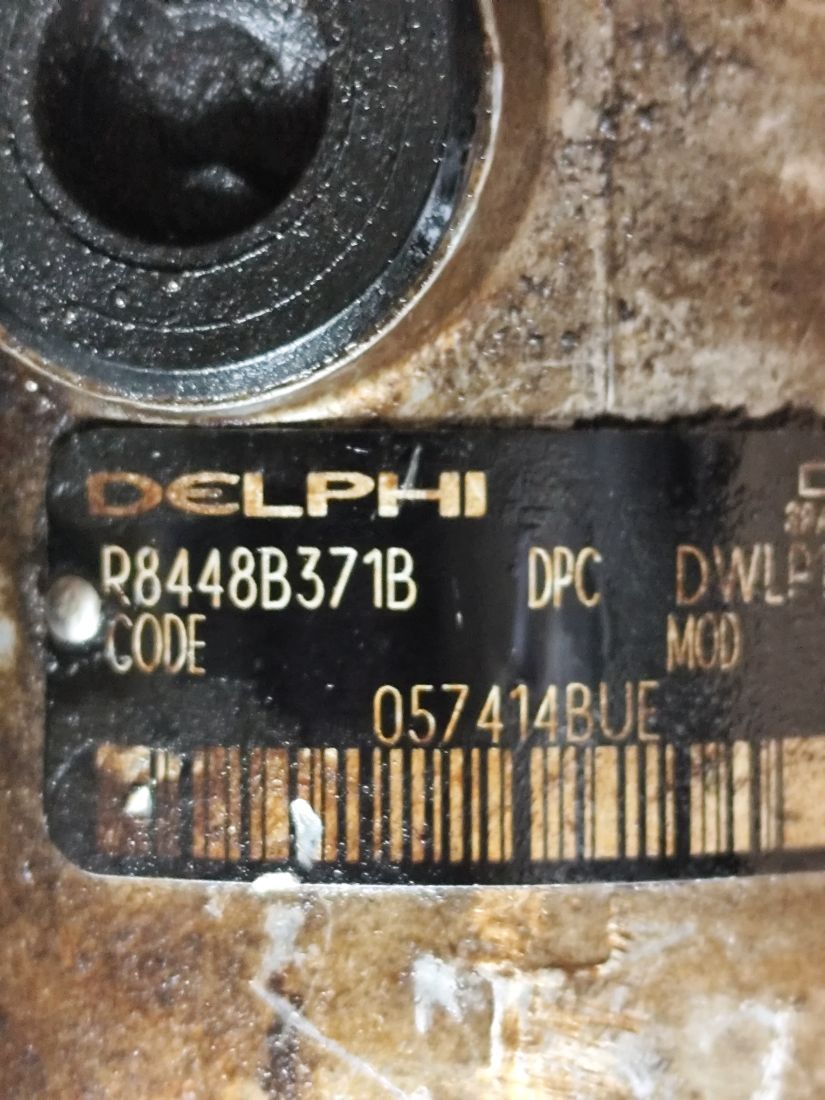 DELPHI
R8448B371B DPC
CODE MOD
057414BUE